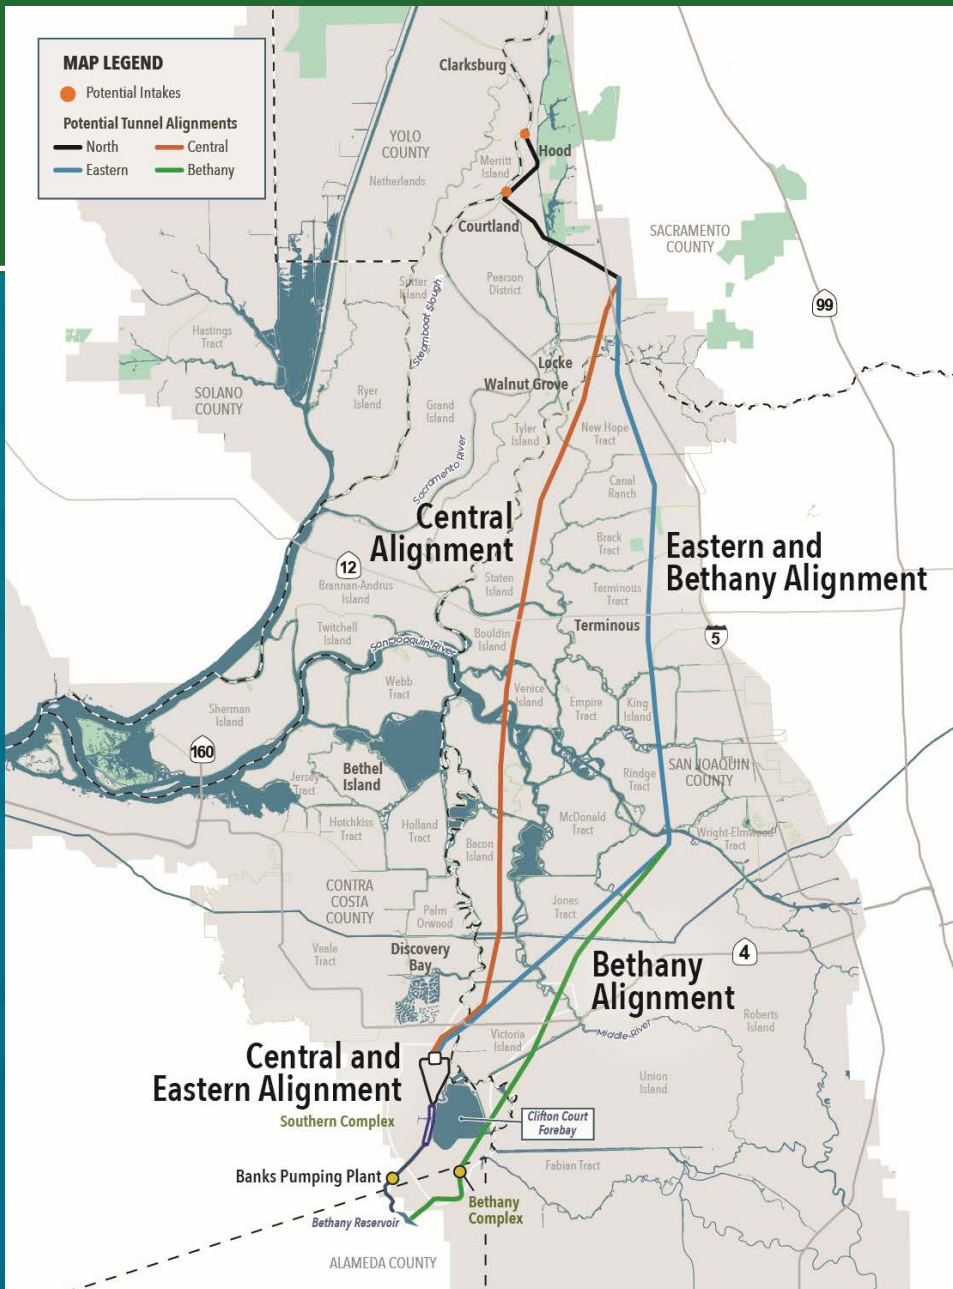 MAP LEGEND
Potential Intakes
Potential Tunnel Alignments
North
Central
Eastern
Bethany
Clarksburg
YOLO
COUNTY
Netherlands
Merritt
Island
Hood
Courtland
SACRAMENTO
COUNTY
Sutter
Island
Pearson
District
Steamboat Slough
99
Hastings
Tract
Locke
Walnut Grove
SOLANO
COUNTY
Ryer
Island
Grand
Island
Tyler
Island
New Hope
Tract
Sacramento River
Canal
Ranch
Central
Alignment
Brack
Tract
Eastern and
Bethany Alignment
12
Brannan-Andrus
Island
Staten
Island
Terminous
Tract
Twitchell
Island
San Joaquin River
Bouldin
Island
Terminous
5
Webb
Tract
Venice
Island
Empire
Tract
King
Island
Sherman
Island
160
Jersey
Tract
Bethel
Island
Rindge
Tract
SAN JOAQUIN
COUNTY
Hotchkiss
Tract
Holland
Tract
Bacon
Island
McDonald
Tract
Wright-Elmwood
Tract
CONTRA
COSTA
COUNTY
Palm
Orwood
Jones
Tract
Veale
Tract
Discovery
Bay
Bethany
Alignment
4
Roberts
Island
Victoria
Island
Middle River
Central and
Eastern Alignment
Southern Complex
Union
Island
Clifton Court
Forebay
Fabian Tract
Banks Pumping Plant
Bethany
Complex
Bethany Reservoir
ALAMEDA COUNTY